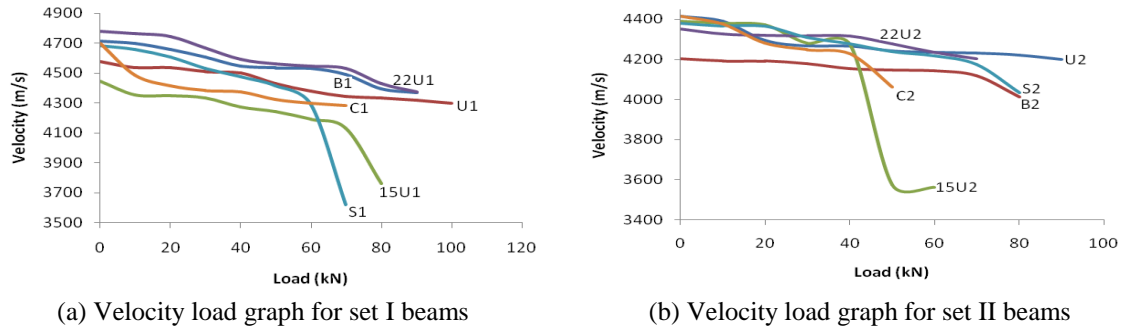 4900
4700
4500
4300
4100
3900
3700
3500
Velocity (m/s)
0 20 40 60 80 100 120
Load (kN)
B1
22U1
C1
U1
15U1
S1
(a) Velocity load graph for set I beams
4400
4200
4000
3800
3600
3400
Velocity (m/s)
0 20 40 60 80 100
Load (kN)
22U2
U2
S2
C2
B2
15U2
(b) Velocity load graph for set II beams